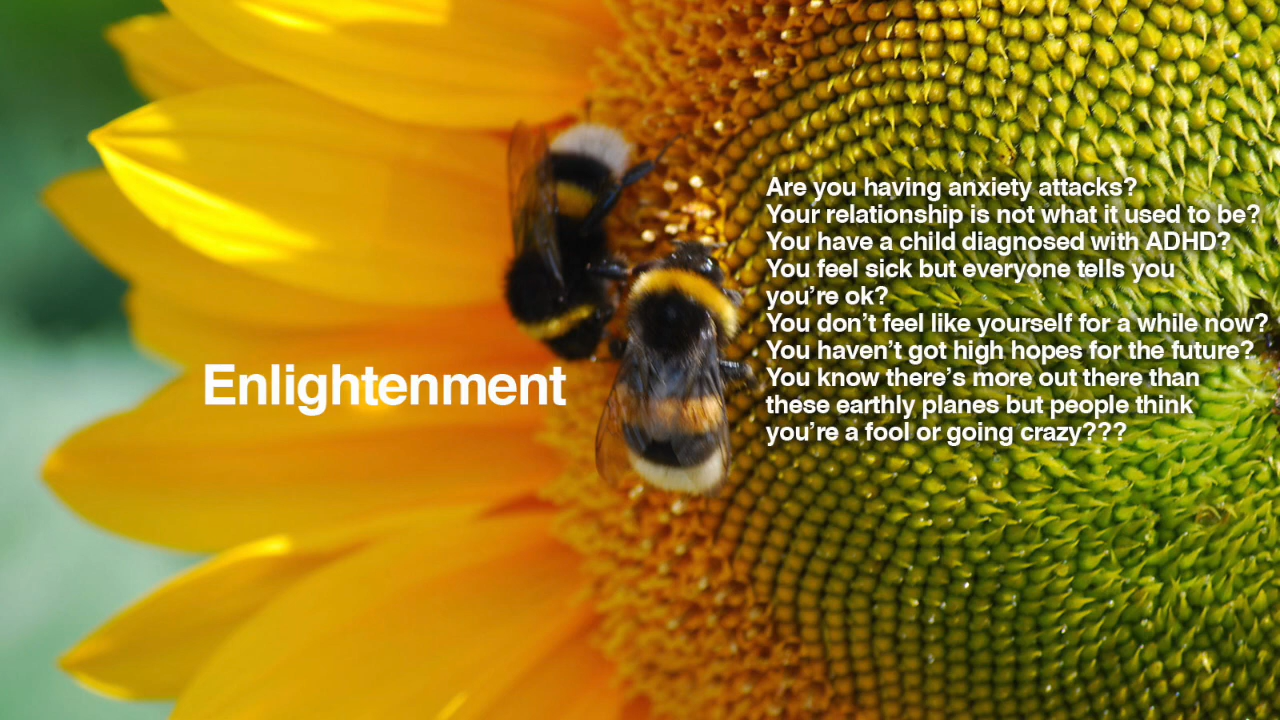 Enlightenment
Are you having anxiety attacks?
Your relationship is not what it used to be?
You have a child diagnosed with ADHD?
You feel sick but everyone tells you
you’re ok?
You don’t feel like yourself for a while now?
You haven’t got high hopes for the future?
You know there’s more out there than
these earthly planes but people think
you’re a fool or going crazy???